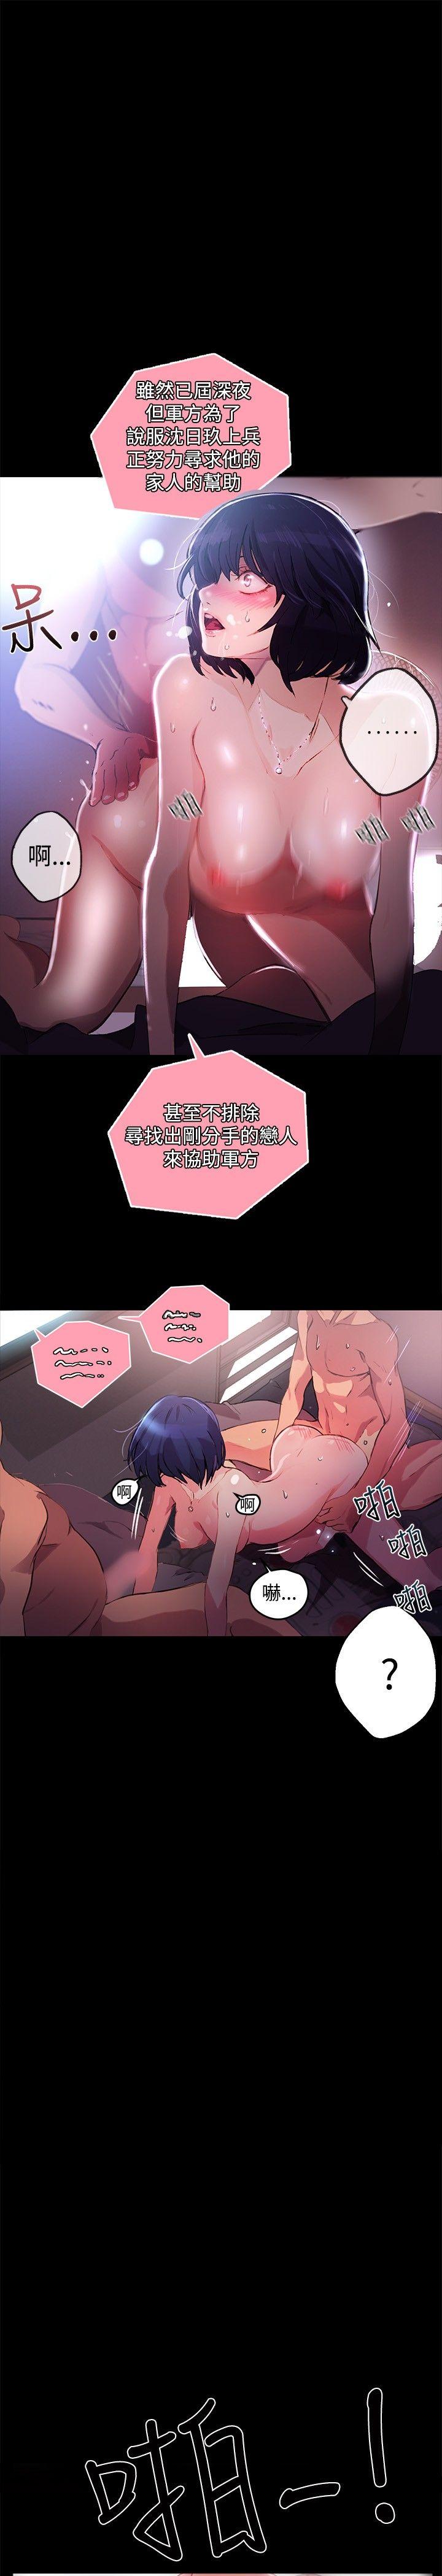 雖然已屆深夜
但軍方為了
說服沈日玖上兵
正努力尋求他的
家人的幫助
呆...
......
啊...
甚至不排除
尋找出剛分手的戀人
來協助軍方
啊
啊
啪
啪
啪
嚇...
?
啪—!